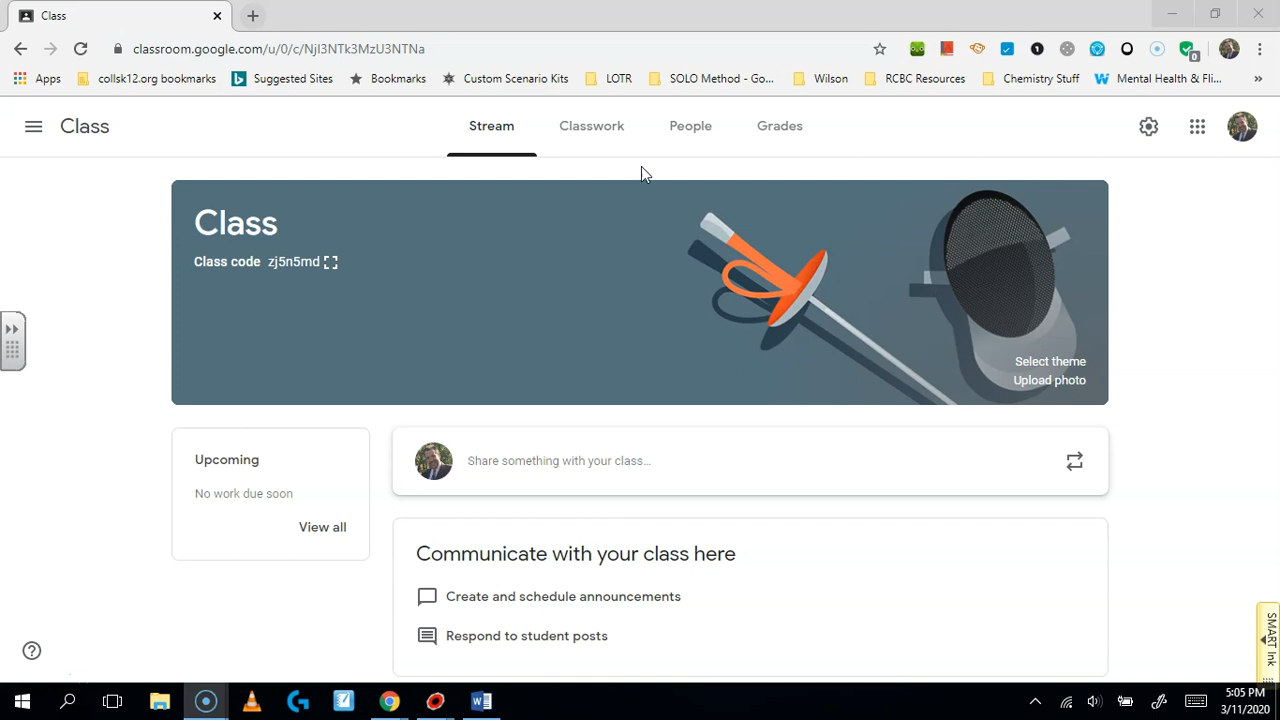 Class
classroom.google.com/u/0/c/NjI3NTk3MzU3NTNa
0
Apps collsk12.org bookmarks Suggested Sites Bookmarks Custom Scenario Kits LOTR SOLO Method - Go... Wilson RCBC Resources Chemistry Stuff Mental Health & Fli... »
Class Stream Classwork People Grades
Class
Class code zj5n5md
Select theme
Upload photo
Upcoming
No work due soon
View all
Share something with your class...
Communicate with your class here
Create and schedule announcements
Respond to student posts
SMART Ink
5:05 PM
3/11/2020